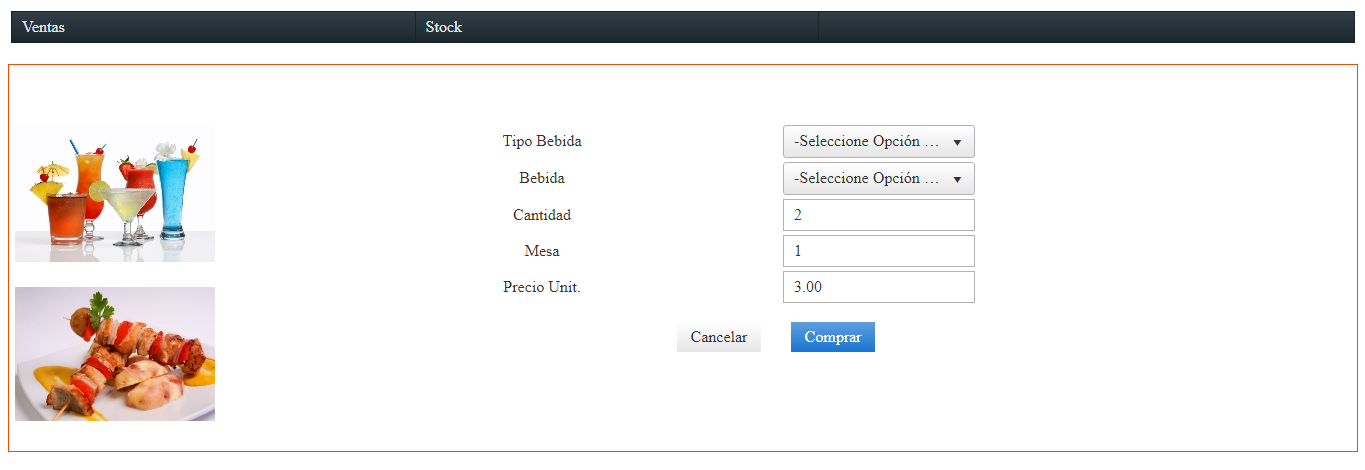 Ventas Stock
Tipo Bebida -Seleccione Opción ...
Bebida -Seleccione Opción ...
Cantidad 2
Mesa 1
Precio Unit. 3.00
Cancelar Comprar